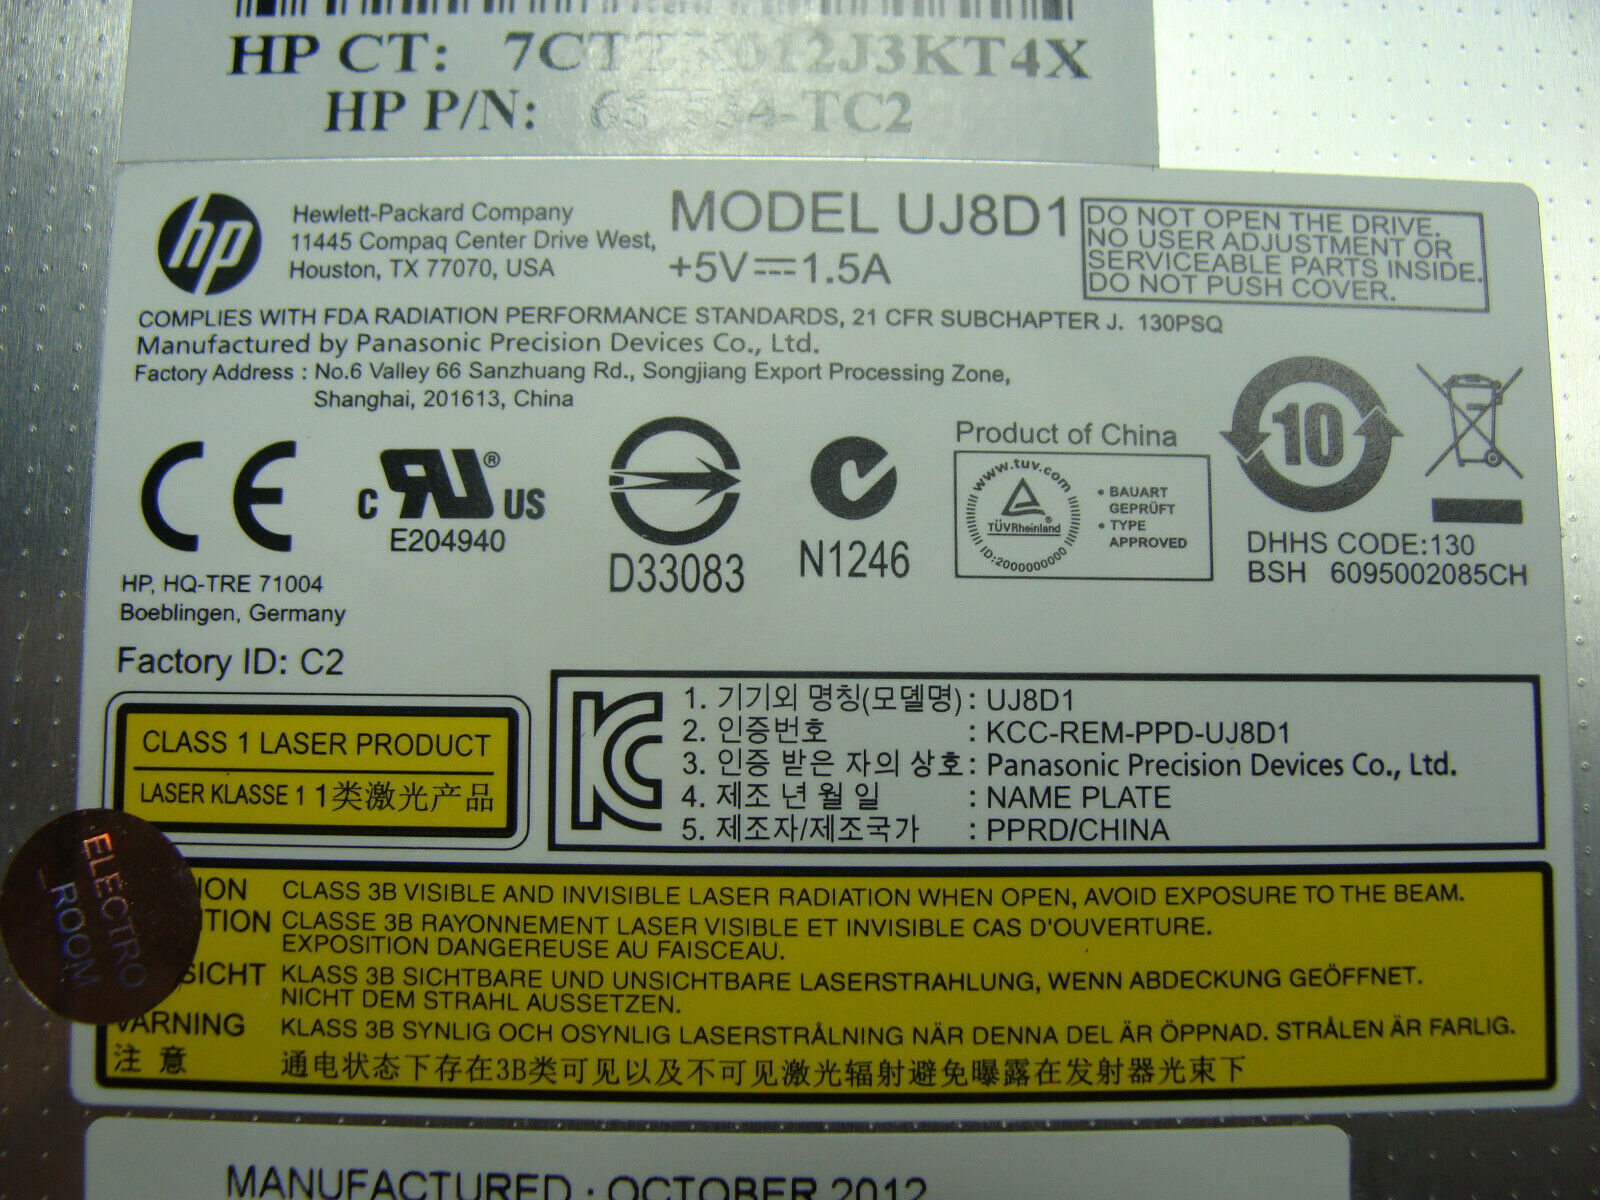 HP CT:
HP P/N:
hp
Hewlett-Packard Company
11445 Compaq Center Drive West,
Houston, TX 77070, USA
MODEL UJ8D1
+5V⎓1.5A
DO NOT OPEN THE DRIVE.
NO USER ADJUSTMENT OR
SERVICEABLE PARTS INSIDE.
DO NOT PUSH COVER.
COMPLIES WITH FDA RADIATION PERFORMANCE STANDARDS, 21 CFR SUBCHAPTER J. 130PSQ
Manufactured by Panasonic Precision Devices Co., Ltd.
Factory Address : No.6 Valley 66 Sanzhuang Rd., Songjiang Export Processing Zone,
Shanghai, 201613, China
CE
c RU ® US
E204940
D33083
N1246
Product of China
www.tuv.com
TÜVRheinland®
ID:2000000000
• BAUART
GEPRÜFT
• TYPE
APPROVED
10
DHHS CODE:130
BSH 6095002085CH
HP, HQ-TRE 71004
Boeblingen, Germany
Factory ID: C2
CLASS 1 LASER PRODUCT
LASER KLASSE 1 1类激光产品
KC
1. 기기외 명칭(모델명) : UJ8D1
2. 인증번호 : KCC-REM-PPD-UJ8D1
3. 인증 받은 자의 상호 : Panasonic Precision Devices Co., Ltd.
4. 제조 년 월 일 : NAME PLATE
5. 제조자/제조국가 : PPRD/CHINA
ELECTRO
_ROOM
CLASS 3B VISIBLE AND INVISIBLE LASER RADIATION WHEN OPEN, AVOID EXPOSURE TO THE BEAM.
CLASSE 3B RAYONNEMENT LASER VISIBLE ET INVISIBLE CAS D'OUVERTURE.
EXPOSITION DANGEREUSE AU FAISCEAU.
KLASS 3B SICHTBARE UND UNSICHTBARE LASERSTRAHLUNG, WENN ABDECKUNG GEÖFFNET.
NICHT DEM STRAHL AUSSETZEN.
VARNING KLASS 3B SYNLIG OCH OSYNLIG LASERSTRÅLNING NÄR DENNA DEL ÄR ÖPPNAD. STRÅLEN ÄR FARLIG.
注 意 通电状态下存在3B类可见以及不可见激光辐射避免曝露在发射器光束下
MANUFACTURED : OCTOBER 2012